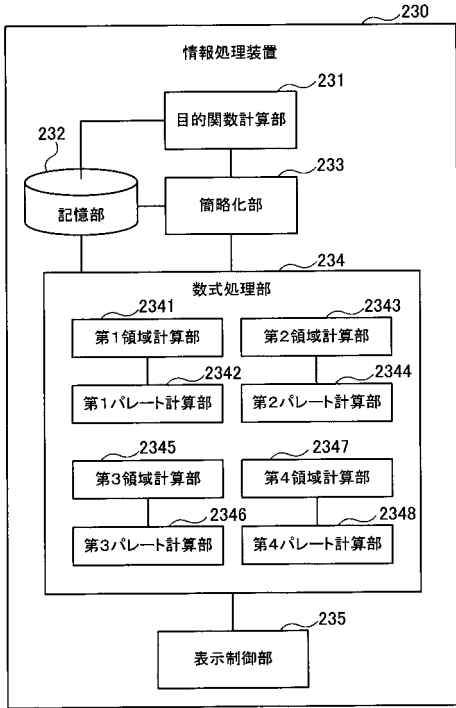 230
情報処理装置
231
目的関数計算部
232
記憶部
233
簡略化部
234
数式処理部
2341
第1領域計算部
2343
第2領域計算部
2342
第1パレート計算部
2344
第2パレート計算部
2345
第3領域計算部
2347
第4領域計算部
2346
第3パレート計算部
2348
第4パレート計算部
235
表示制御部